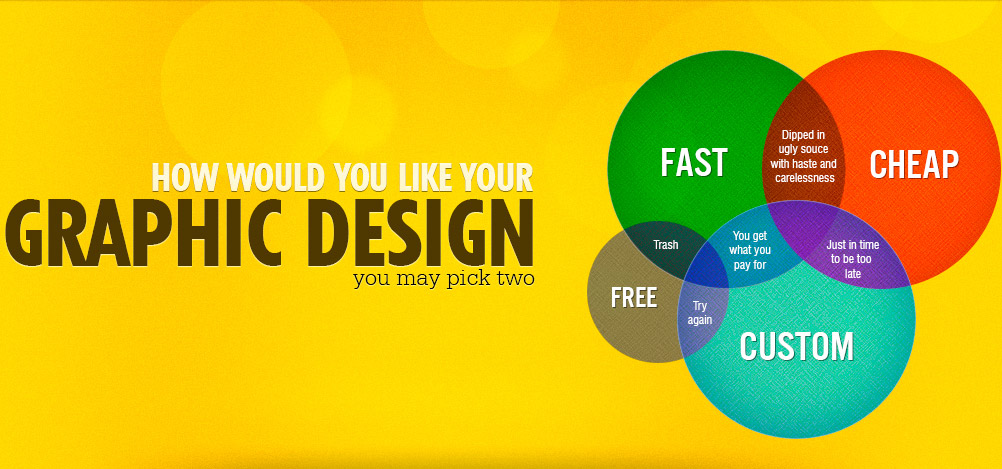 HOW WOULD YOU LIKE YOUR
GRAPHIC DESIGN
you may pick two
FAST
Dipped in
ugly souce
with haste and
carelessness
CHEAP
Trash
You get
what you
pay for
Just in time
to be too
late
FREE
Try
again
CUSTOM